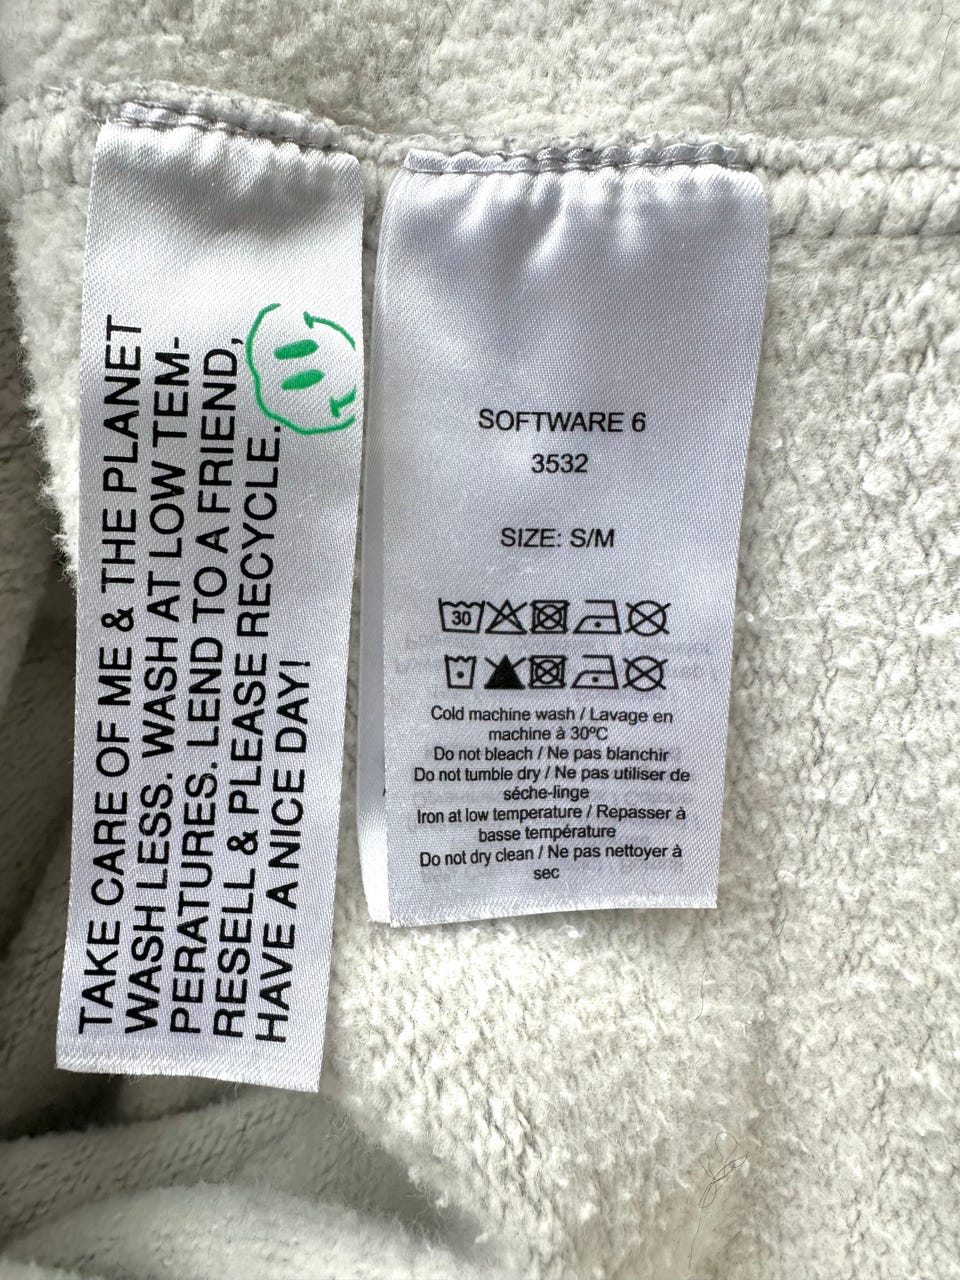 TAKE CARE OF ME & THE PLANET
WASH LESS. WASH AT LOW TEM-
PERATURES. LEND TO A FRIEND,
RESELL & PLEASE RECYCLE.
HAVE A NICE DAY!
SOFTWARE 6
3532
SIZE: S/M
30
Cold machine wash / Lavage en
machine à 30ºC
Do not bleach / Ne pas blanchir
Do not tumble dry / Ne pas utiliser de
séche-linge
Iron at low temperature / Repasser à
basse température
Do not dry clean / Ne pas nettoyer à
sec